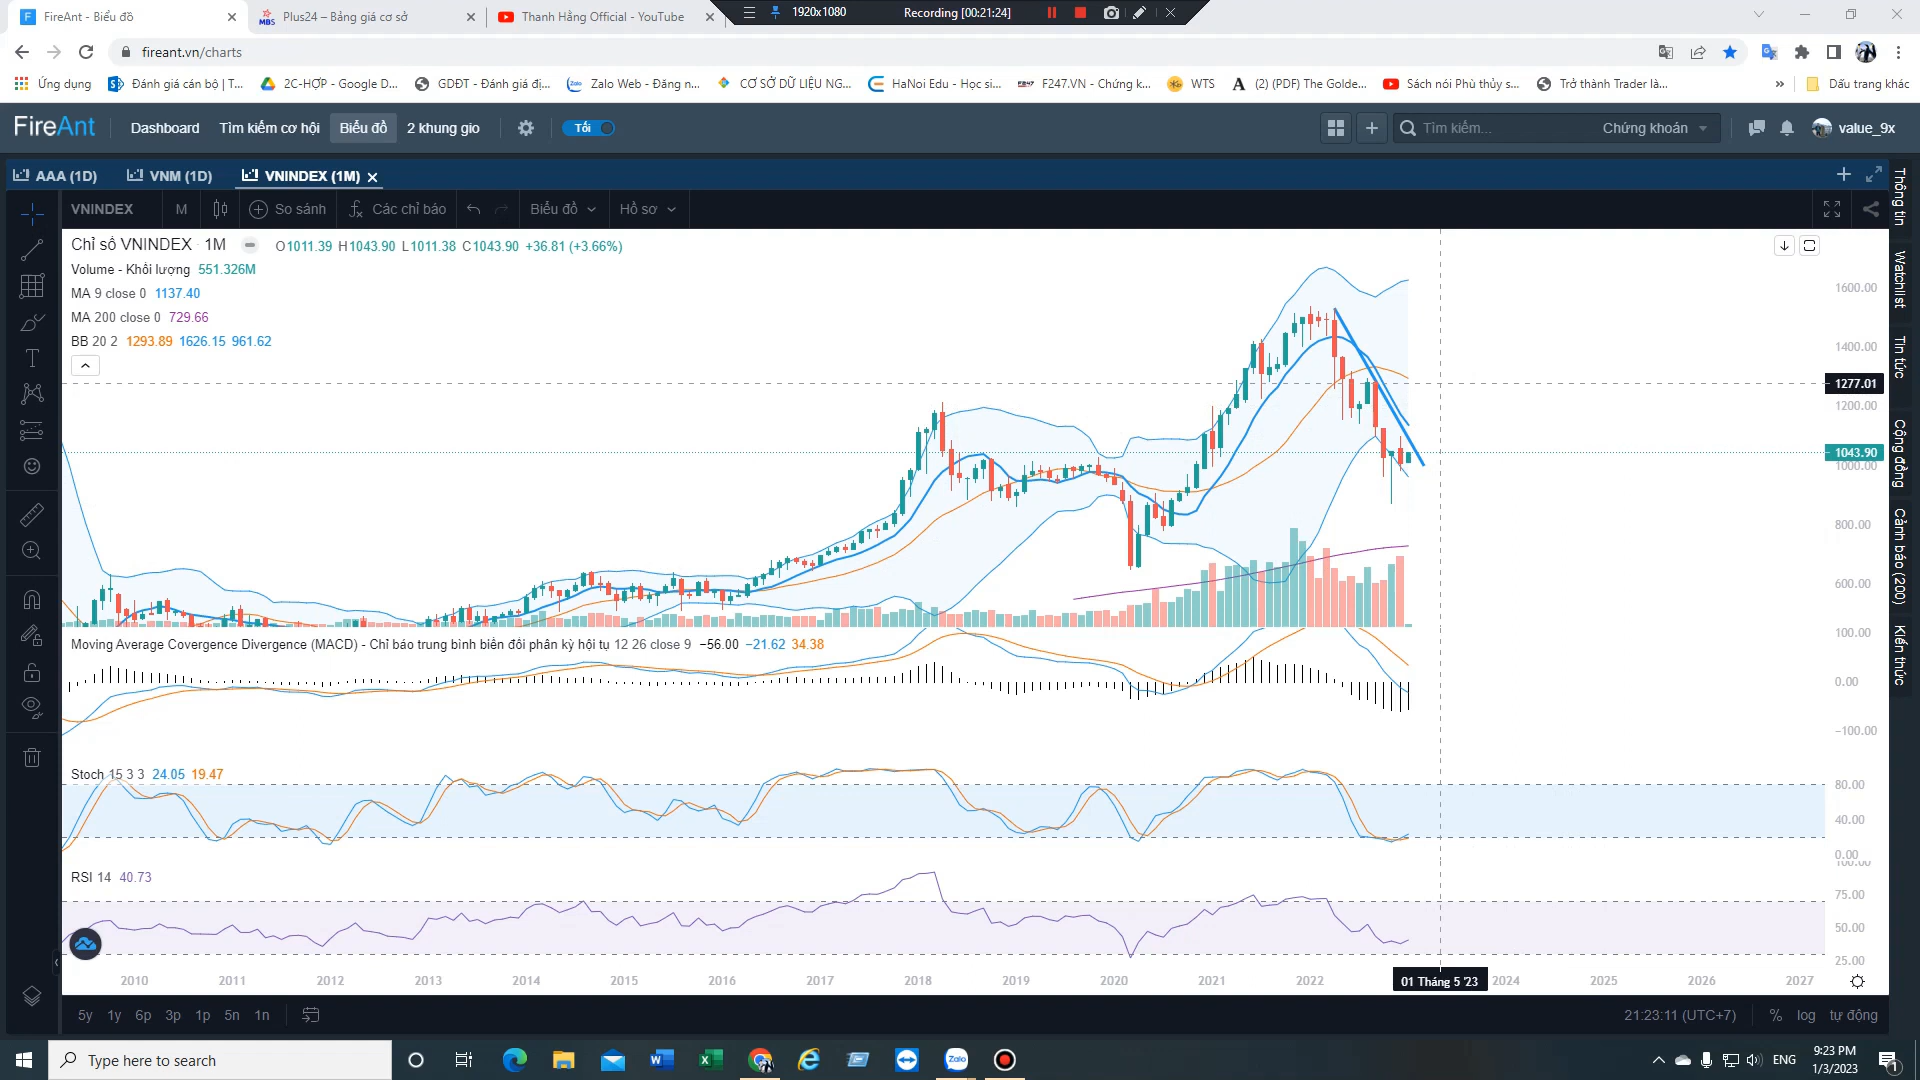 FireAnt - Biểu đồ
MBS
Plus24 – Bảng giá cơ sở
Thanh Hằng Official - YouTube
1920x1080
Recording [00:21:24]
fireant.vn/charts
Ứng dụng
Đánh giá cán bộ | T...
2C-HỢP - Google D...
GDĐT - Đánh giá đị...
Zalo Web - Đăng n...
CƠ SỞ DỮ LIỆU NG...
HaNoi Edu - Học si...
F247.VN - Chứng k...
WTS
(2) (PDF) The Golde...
Sách nói Phù thủy s...
Trở thành Trader là...
»
Dấu trang khác
FireAnt
Dashboard
Tìm kiếm cơ hội
Biểu đồ
2 khung gio
Tối
Tìm kiếm...
Chứng khoán
value_9x
AAA (1D)
VNM (1D)
VNINDEX (1M)
VNINDEX
M
So sánh
Các chỉ báo
Biểu đồ
Hồ sơ
Chỉ số VNINDEX 1M
O1011.39 H1043.90 L1011.38 C1043.90 +36.81 (+3.66%)
Volume - Khối lượng 551.326M
MA 9 close 0 1137.40
MA 200 close 0 729.66
BB 20 2 1293.89 1626.15 961.62
1600.00
1400.00
1277.01
1200.00
1043.90
1000.00
800.00
600.00
Moving Average Covergence Divergence (MACD) - Chỉ báo trung bình biến đổi phân kỳ hội tụ 12 26 close 9 −56.00 −21.62 34.38
100.00
0.00
−100.00
Stoch 15 3 3 24.05 19.47
80.00
40.00
0.00
RSI 14 40.73
100.00
75.00
50.00
25.00
2010
2011
2012
2013
2014
2015
2016
2017
2018
2019
2020
2021
2022
01 Tháng 5 '23
2024
2025
2026
2027
5y
1y
6p
3p
1p
5n
1n
21:23:11 (UTC+7)
%
log
tự động
Thông tin
Watchlist
Tin tức
Cộng đồng
Cảnh báo (200)
Kiến thức
Type here to search
Zalo
ENG
9:23 PM
1/3/2023
1